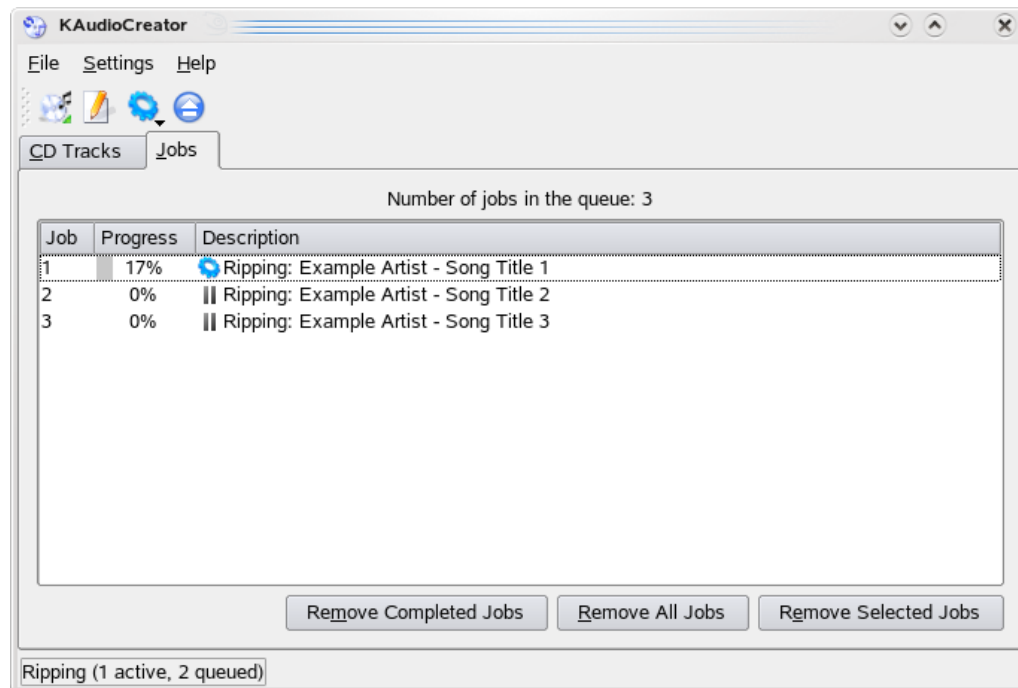 KAudioCreator
File Settings Help
CD Tracks Jobs
Number of jobs in the queue: 3
Job Progress Description
1 17% Ripping: Example Artist - Song Title 1
2 0% Ripping: Example Artist - Song Title 2
3 0% Ripping: Example Artist - Song Title 3
Remove Completed Jobs Remove All Jobs Remove Selected Jobs
Ripping (1 active, 2 queued)